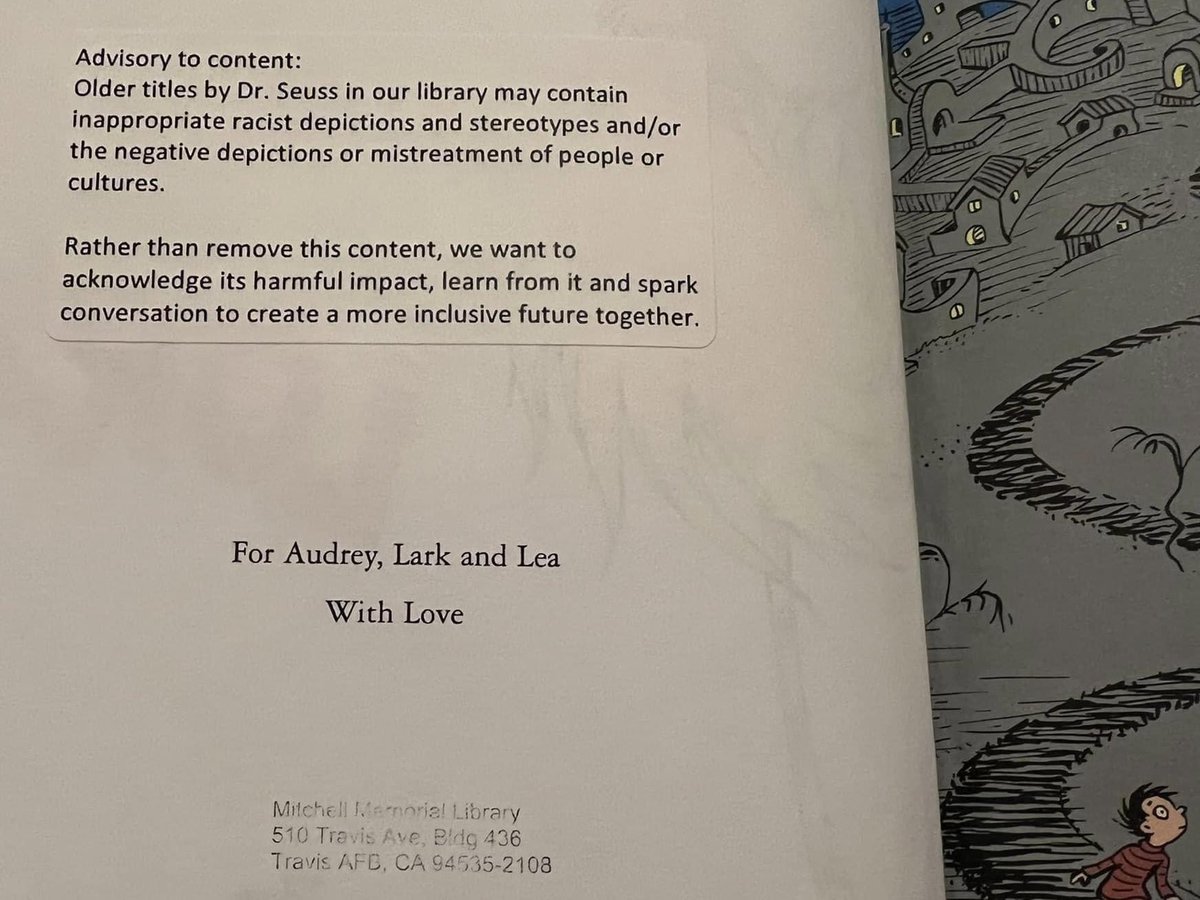 Advisory to content:
Older titles by Dr. Seuss in our library may contain
inappropriate racist depictions and stereotypes and/or
the negative depictions or mistreatment of people or
cultures.
Rather than remove this content, we want to
acknowledge its harmful impact, learn from it and spark
conversation to create a more inclusive future together.
For Audrey, Lark and Lea
With Love
Mitchell Memorial Library
510 Travis Ave, Bldg 436
Travis AFB, CA 94535-2108